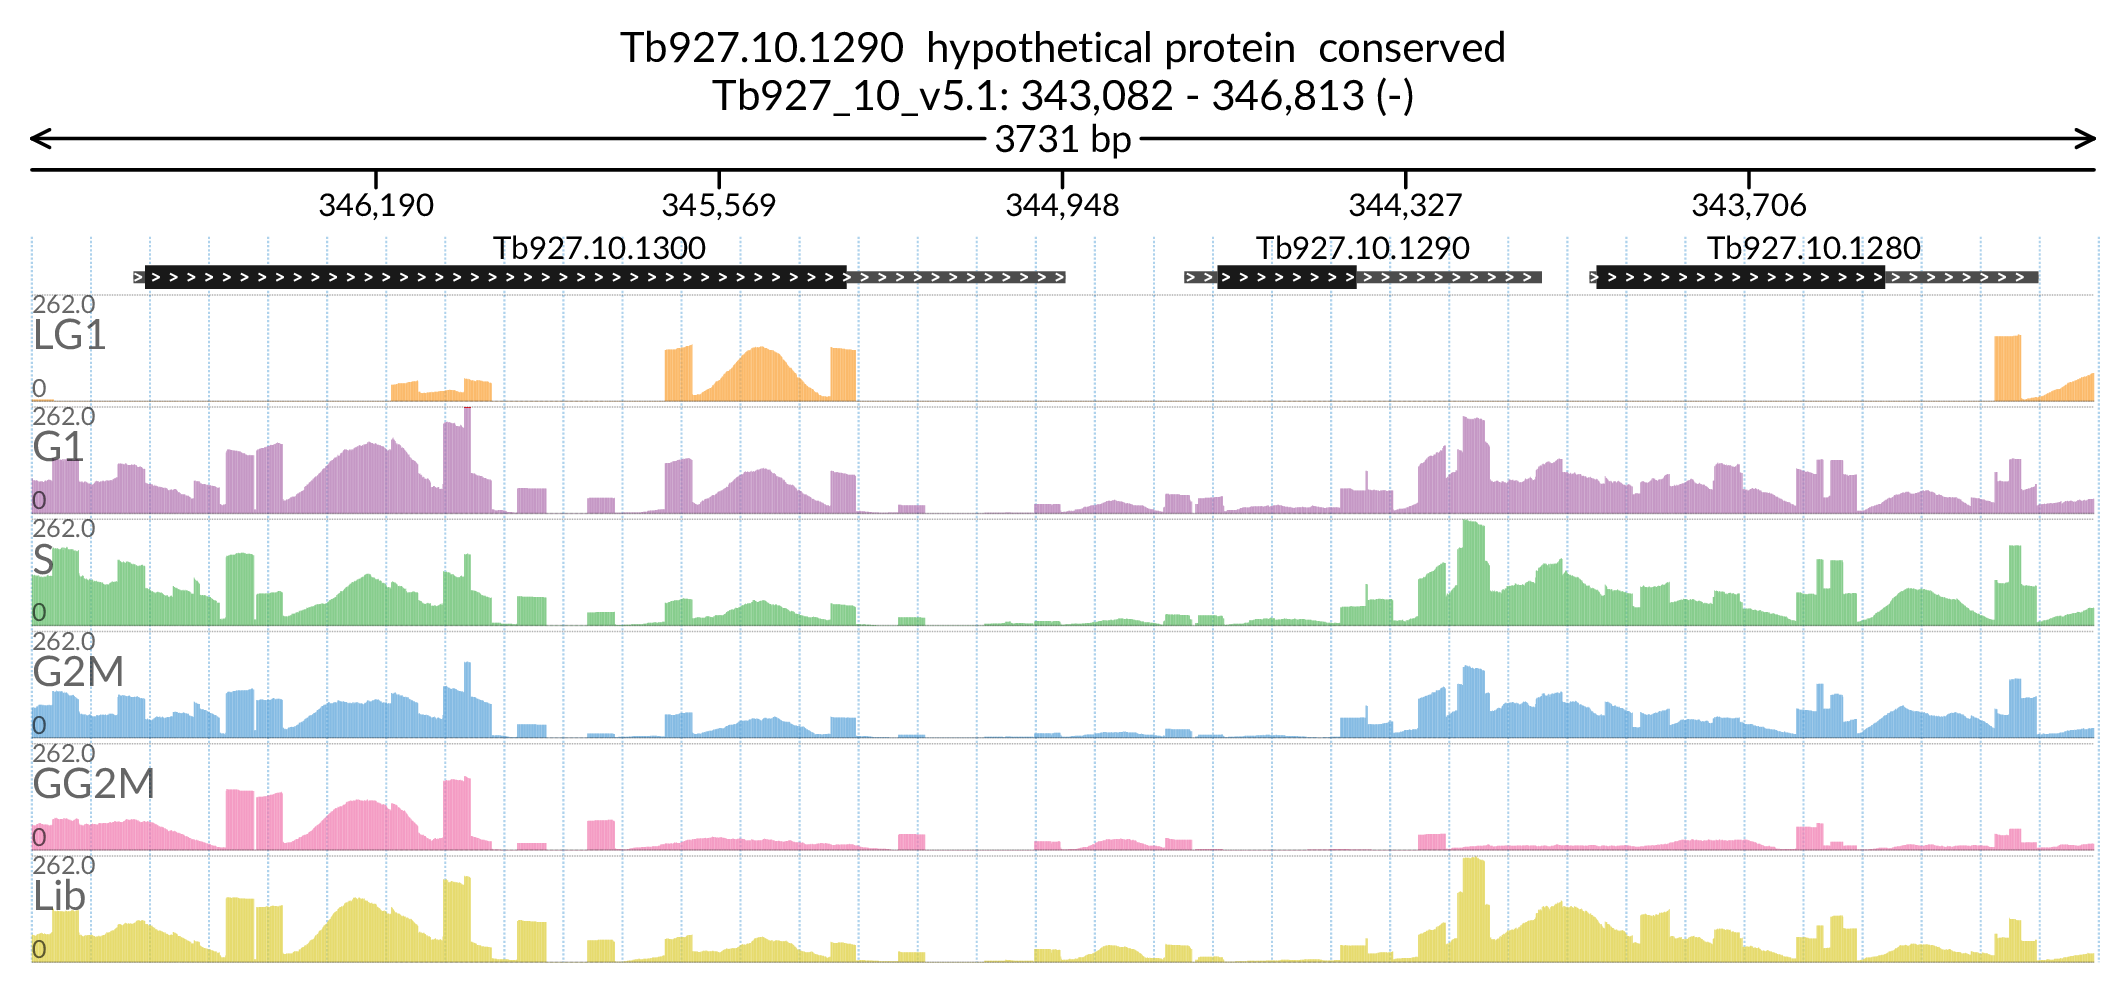 Tb927.10.1290  hypothetical protein  conserved
Tb927_10_v5.1: 343,082 - 346,813 (-)
3731 bp
346,190 345,569 344,948 344,327 343,706
Tb927.10.1300 Tb927.10.1290 Tb927.10.1280
262.0
LG1
0
262.0
G1
0
262.0
S
0
262.0
G2M
0
262.0
GG2M
0
262.0
Lib
0